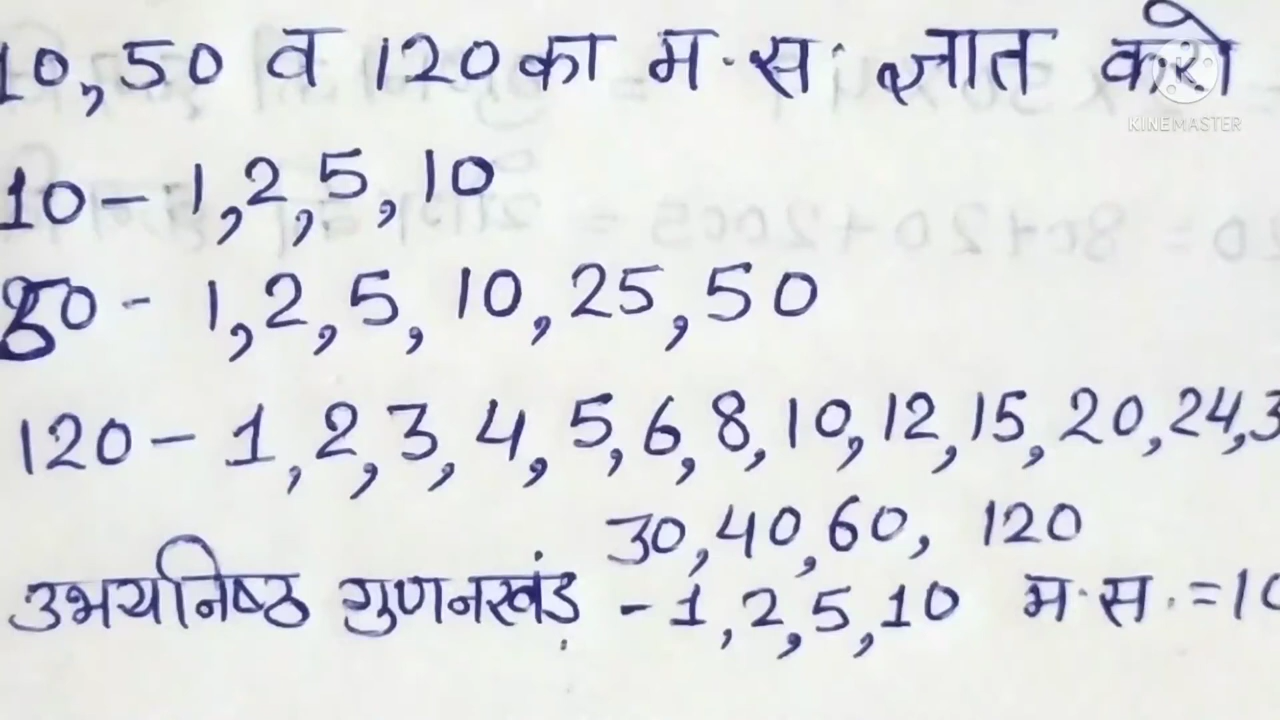 10,50 व 120 का म.स. ज्ञात करो
10- 1,2,5,10
50- 1,2,5,10,25,50
120- 1,2,3,4,5,6,8,10,12,15,20,24,3
30,40,60,120
उभयनिष्ठ गुणनखंड - 1,2,5,10 म.स.=10
KINEMASTER